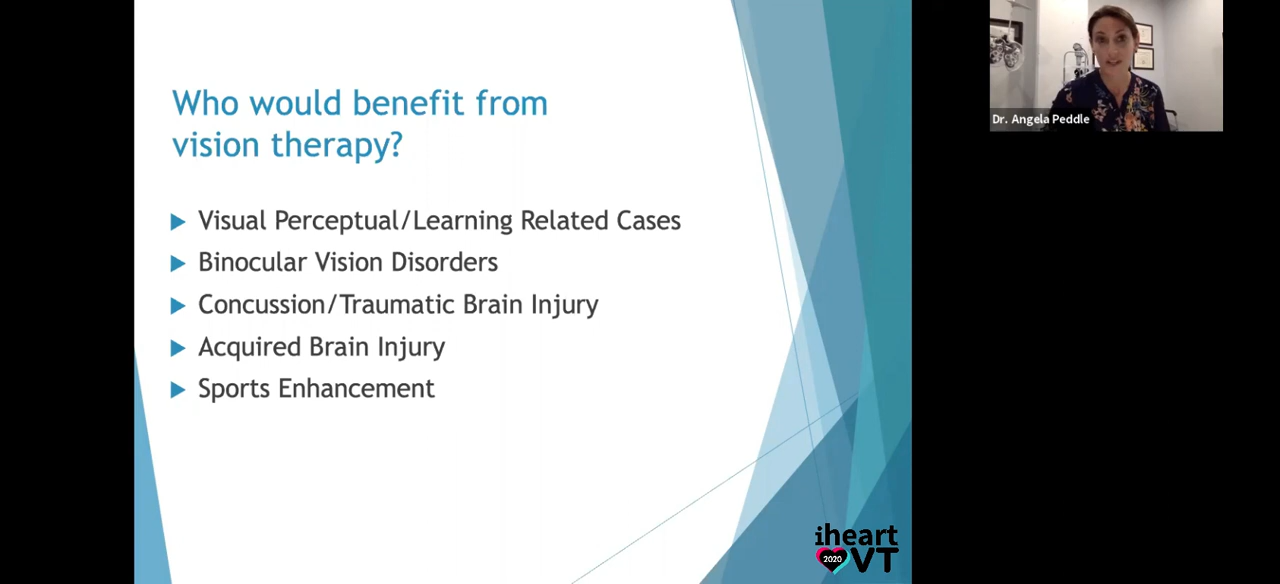 Who would benefit from
vision therapy?
Visual Perceptual/Learning Related Cases
Binocular Vision Disorders
Concussion/Traumatic Brain Injury
Acquired Brain Injury
Sports Enhancement
Dr. Angela Peddle
iheart
2020 VT